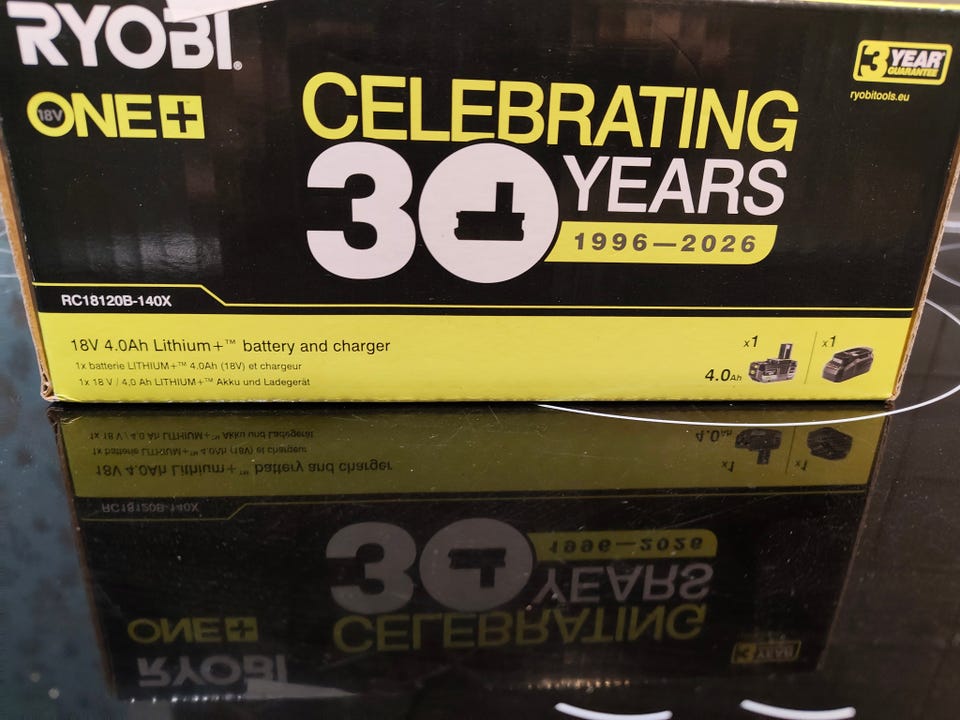 RYOBI
18V ONE+
CELEBRATING
30 YEARS
1996—2026
3 YEAR
GUARANTEE
ryobitools.eu
RC18120B-140X
18V 4.0Ah Lithium+™ battery and charger
1x batterie LITHIUM+™ 4.0Ah (18V) et chargeur
1x 18 V / 4,0 Ah LITHIUM+™ Akku und Ladegerät
x1
4.0Ah
x1